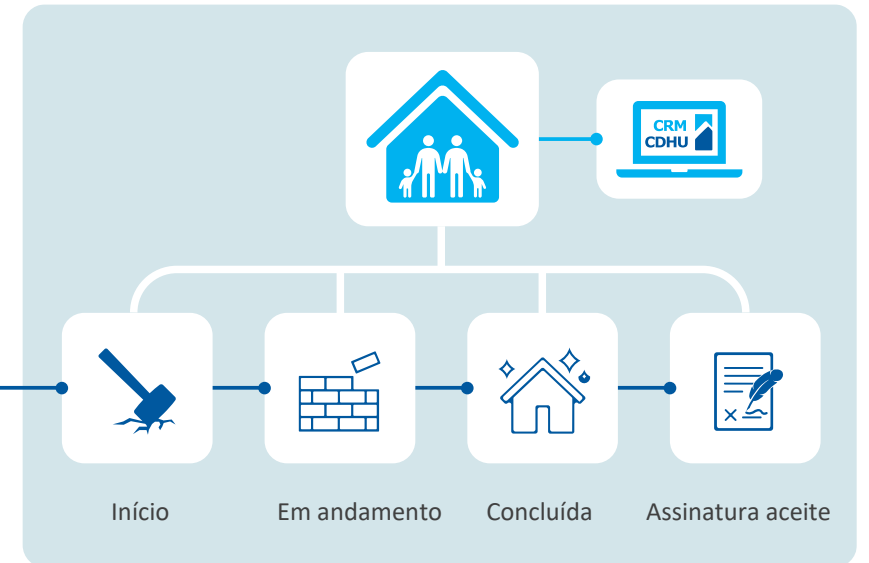 CRM
CDHU
Início
Em andamento
Concluída
Assinatura aceite